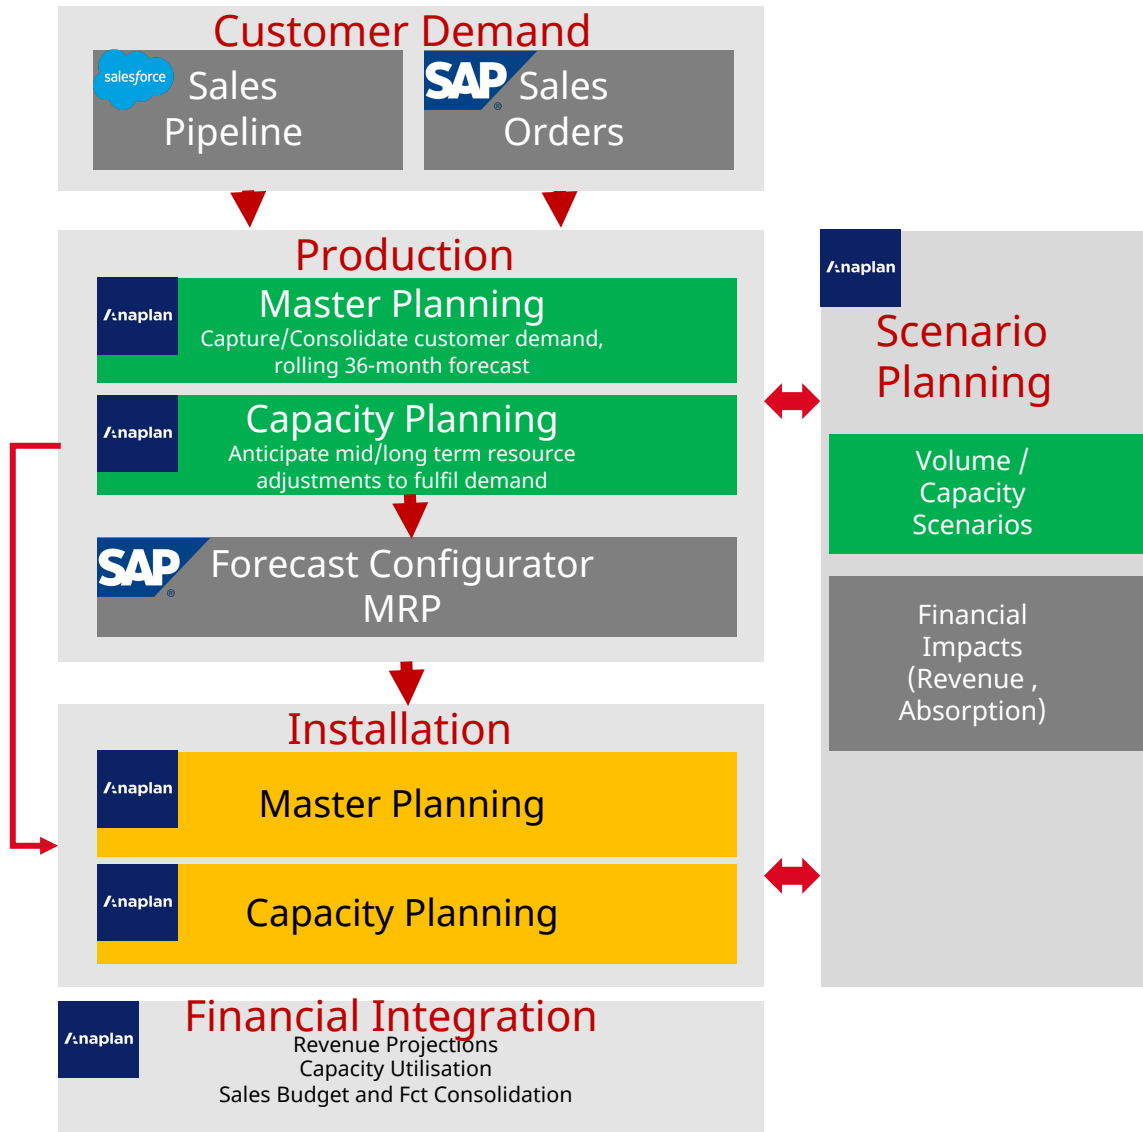 Customer Demand
salesforce
Sales
Pipeline
SAP
®
Sales
Orders
Production
Anaplan
Master Planning
Capture/Consolidate customer demand,
rolling 36-month forecast
Anaplan
Capacity Planning
Anticipate mid/long term resource
adjustments to fulfil demand
SAP
®
Forecast Configurator
MRP
Installation
Anaplan
Master Planning
Anaplan
Capacity Planning
Anaplan
Financial Integration
Revenue Projections
Capacity Utilisation
Sales Budget and Fct Consolidation
Anaplan
Scenario
Planning
Volume /
Capacity
Scenarios
Financial
Impacts
(Revenue ,
Absorption)